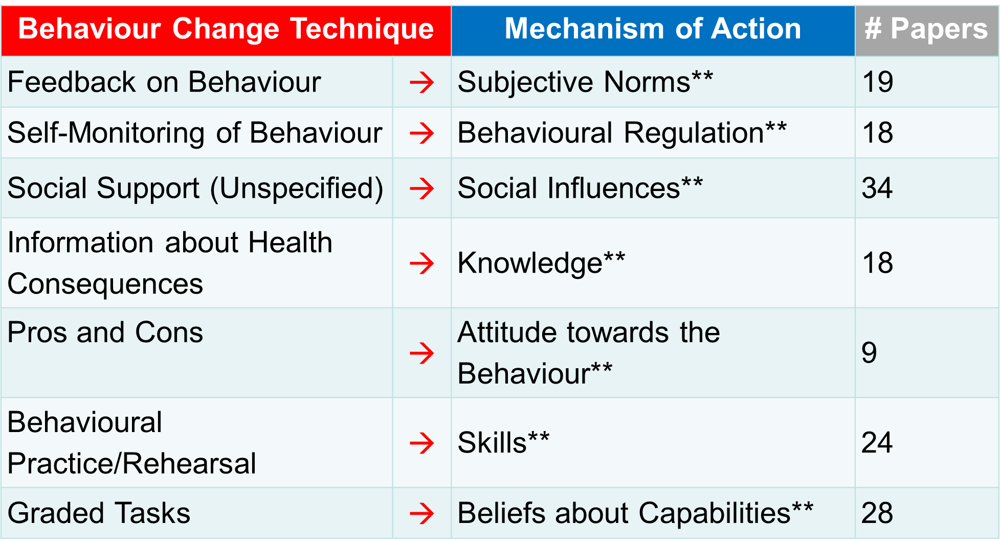 Behaviour Change Technique Mechanism of Action # Papers
Feedback on Behaviour → Subjective Norms** 19
Self-Monitoring of Behaviour → Behavioural Regulation** 18
Social Support (Unspecified) → Social Influences** 34
Information about Health
Consequences → Knowledge** 18
Pros and Cons → Attitude towards the
Behaviour** 9
Behavioural
Practice/Rehearsal → Skills** 24
Graded Tasks → Beliefs about Capabilities** 28